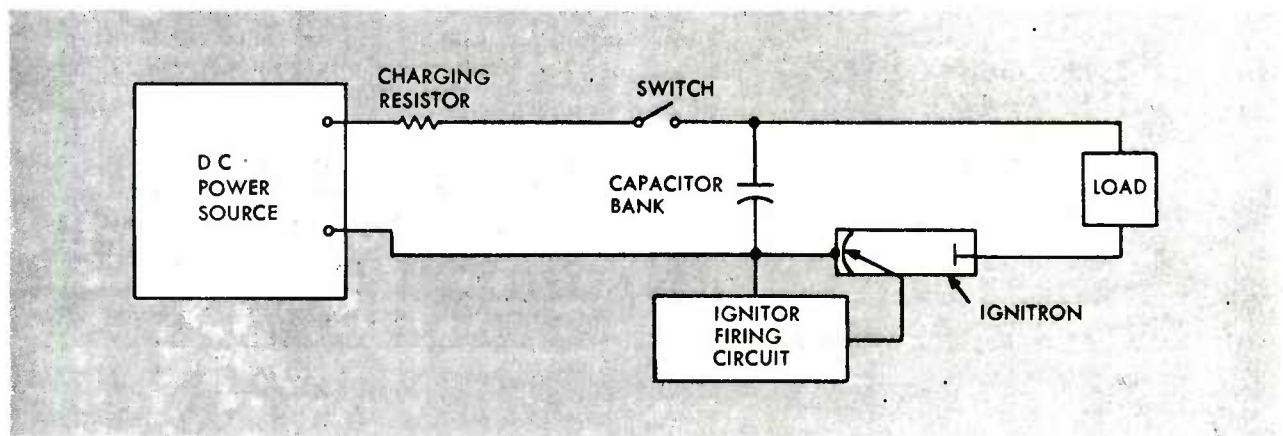 CHARGING
RESISTOR
SWITCH
D C
POWER
SOURCE
CAPACITOR
BANK
LOAD
IGNITOR
FIRING
CIRCUIT
IGNITRON